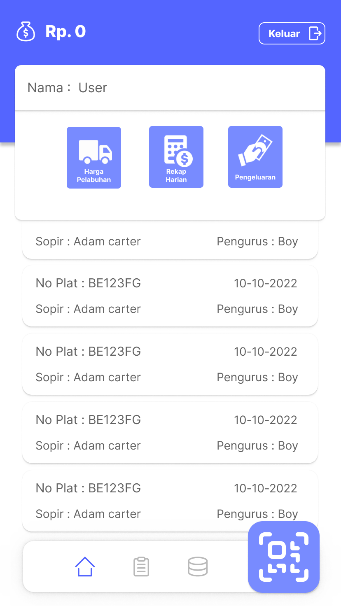 Rp. 0
Keluar
Nama : User
Harga
Pelabuhan
Rekap
Harian
Pengeluaran
Sopir : Adam carter Pengurus : Boy
No Plat : BE123FG 10-10-2022
Sopir : Adam carter Pengurus : Boy
No Plat : BE123FG 10-10-2022
Sopir : Adam carter Pengurus : Boy
No Plat : BE123FG 10-10-2022
Sopir : Adam carter Pengurus : Boy
No Plat : BE123FG 10-10-2022
Sopir : Adam carter Pengurus : Boy